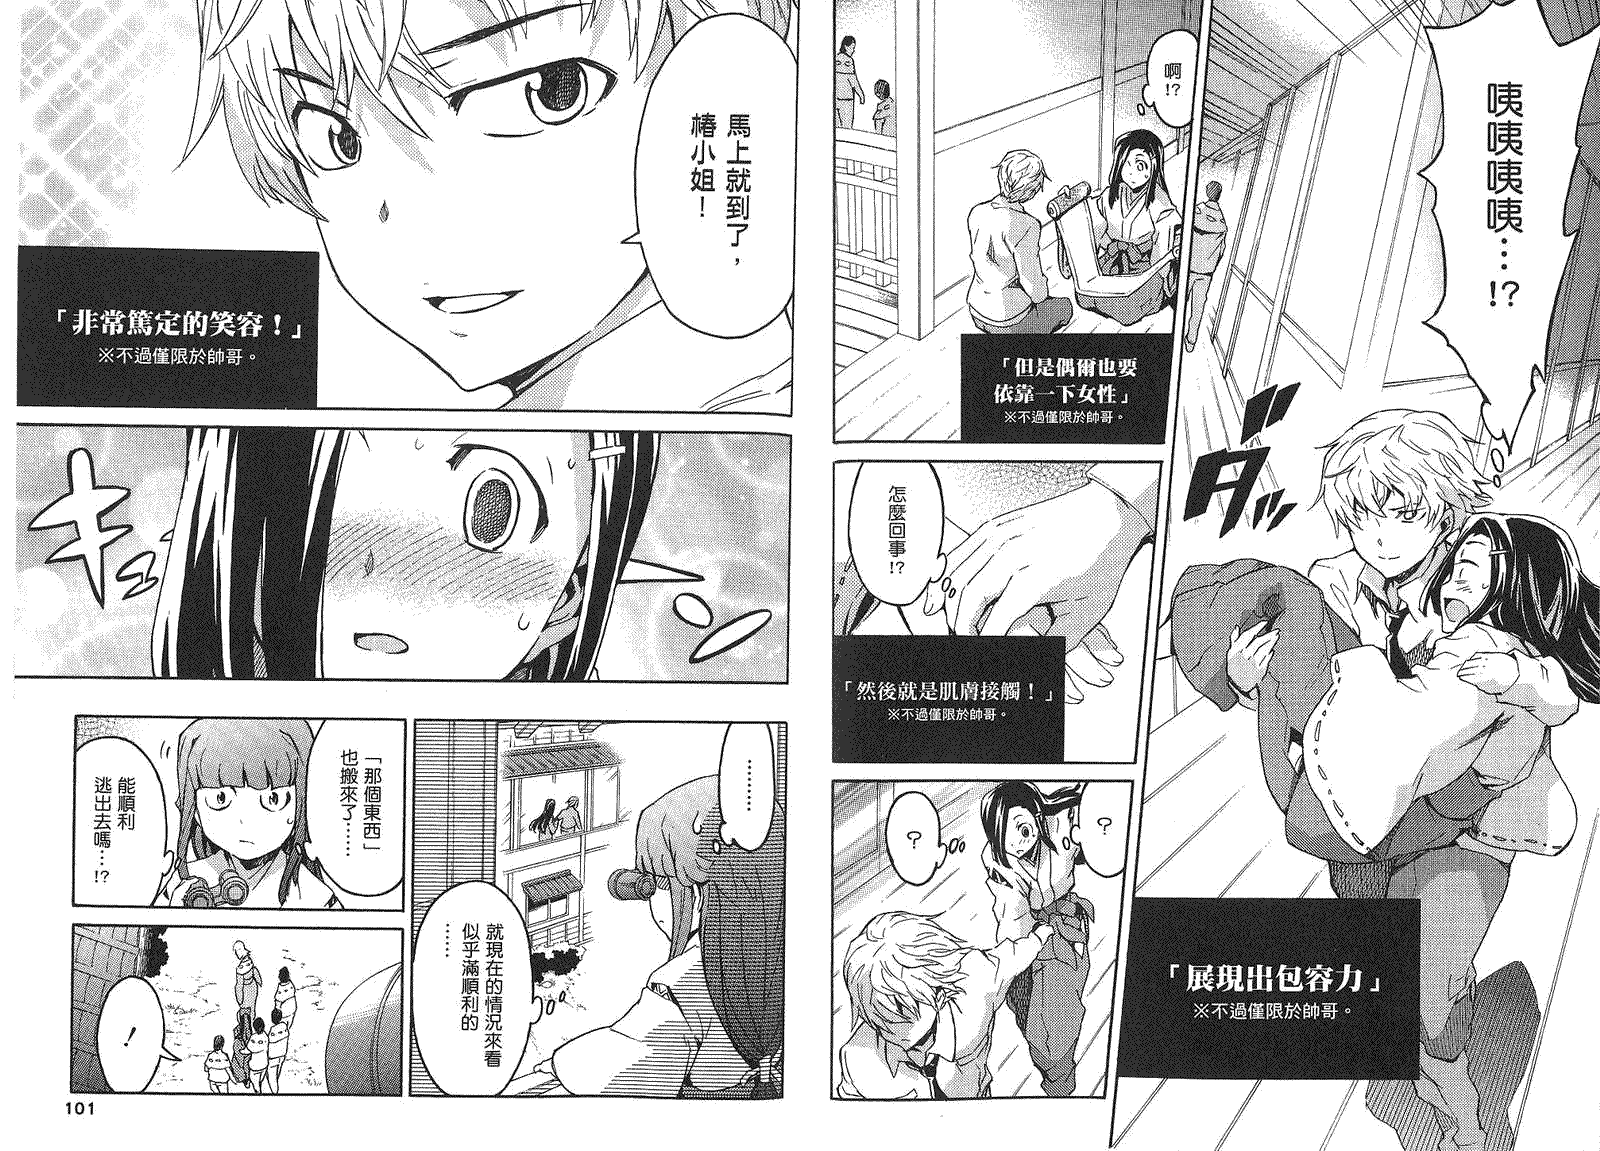 咦咦咦咦…!?
「展現出包容力」
※不過僅限於帥哥。
啊!?
「但是偶爾也要
依靠一下女性」
※不過僅限於帥哥。
怎麼回事!?
「然後就是肌膚接觸！」
※不過僅限於帥哥。
？
？
馬上就到了，
椿小姐！
「非常篤定的笑容！」
※不過僅限於帥哥。
………
就現在的情況來看
似乎滿順利的
……
「那個東西」
也搬來了……
能順利
逃出去嗎…!?
！
ダッ
キュン
101